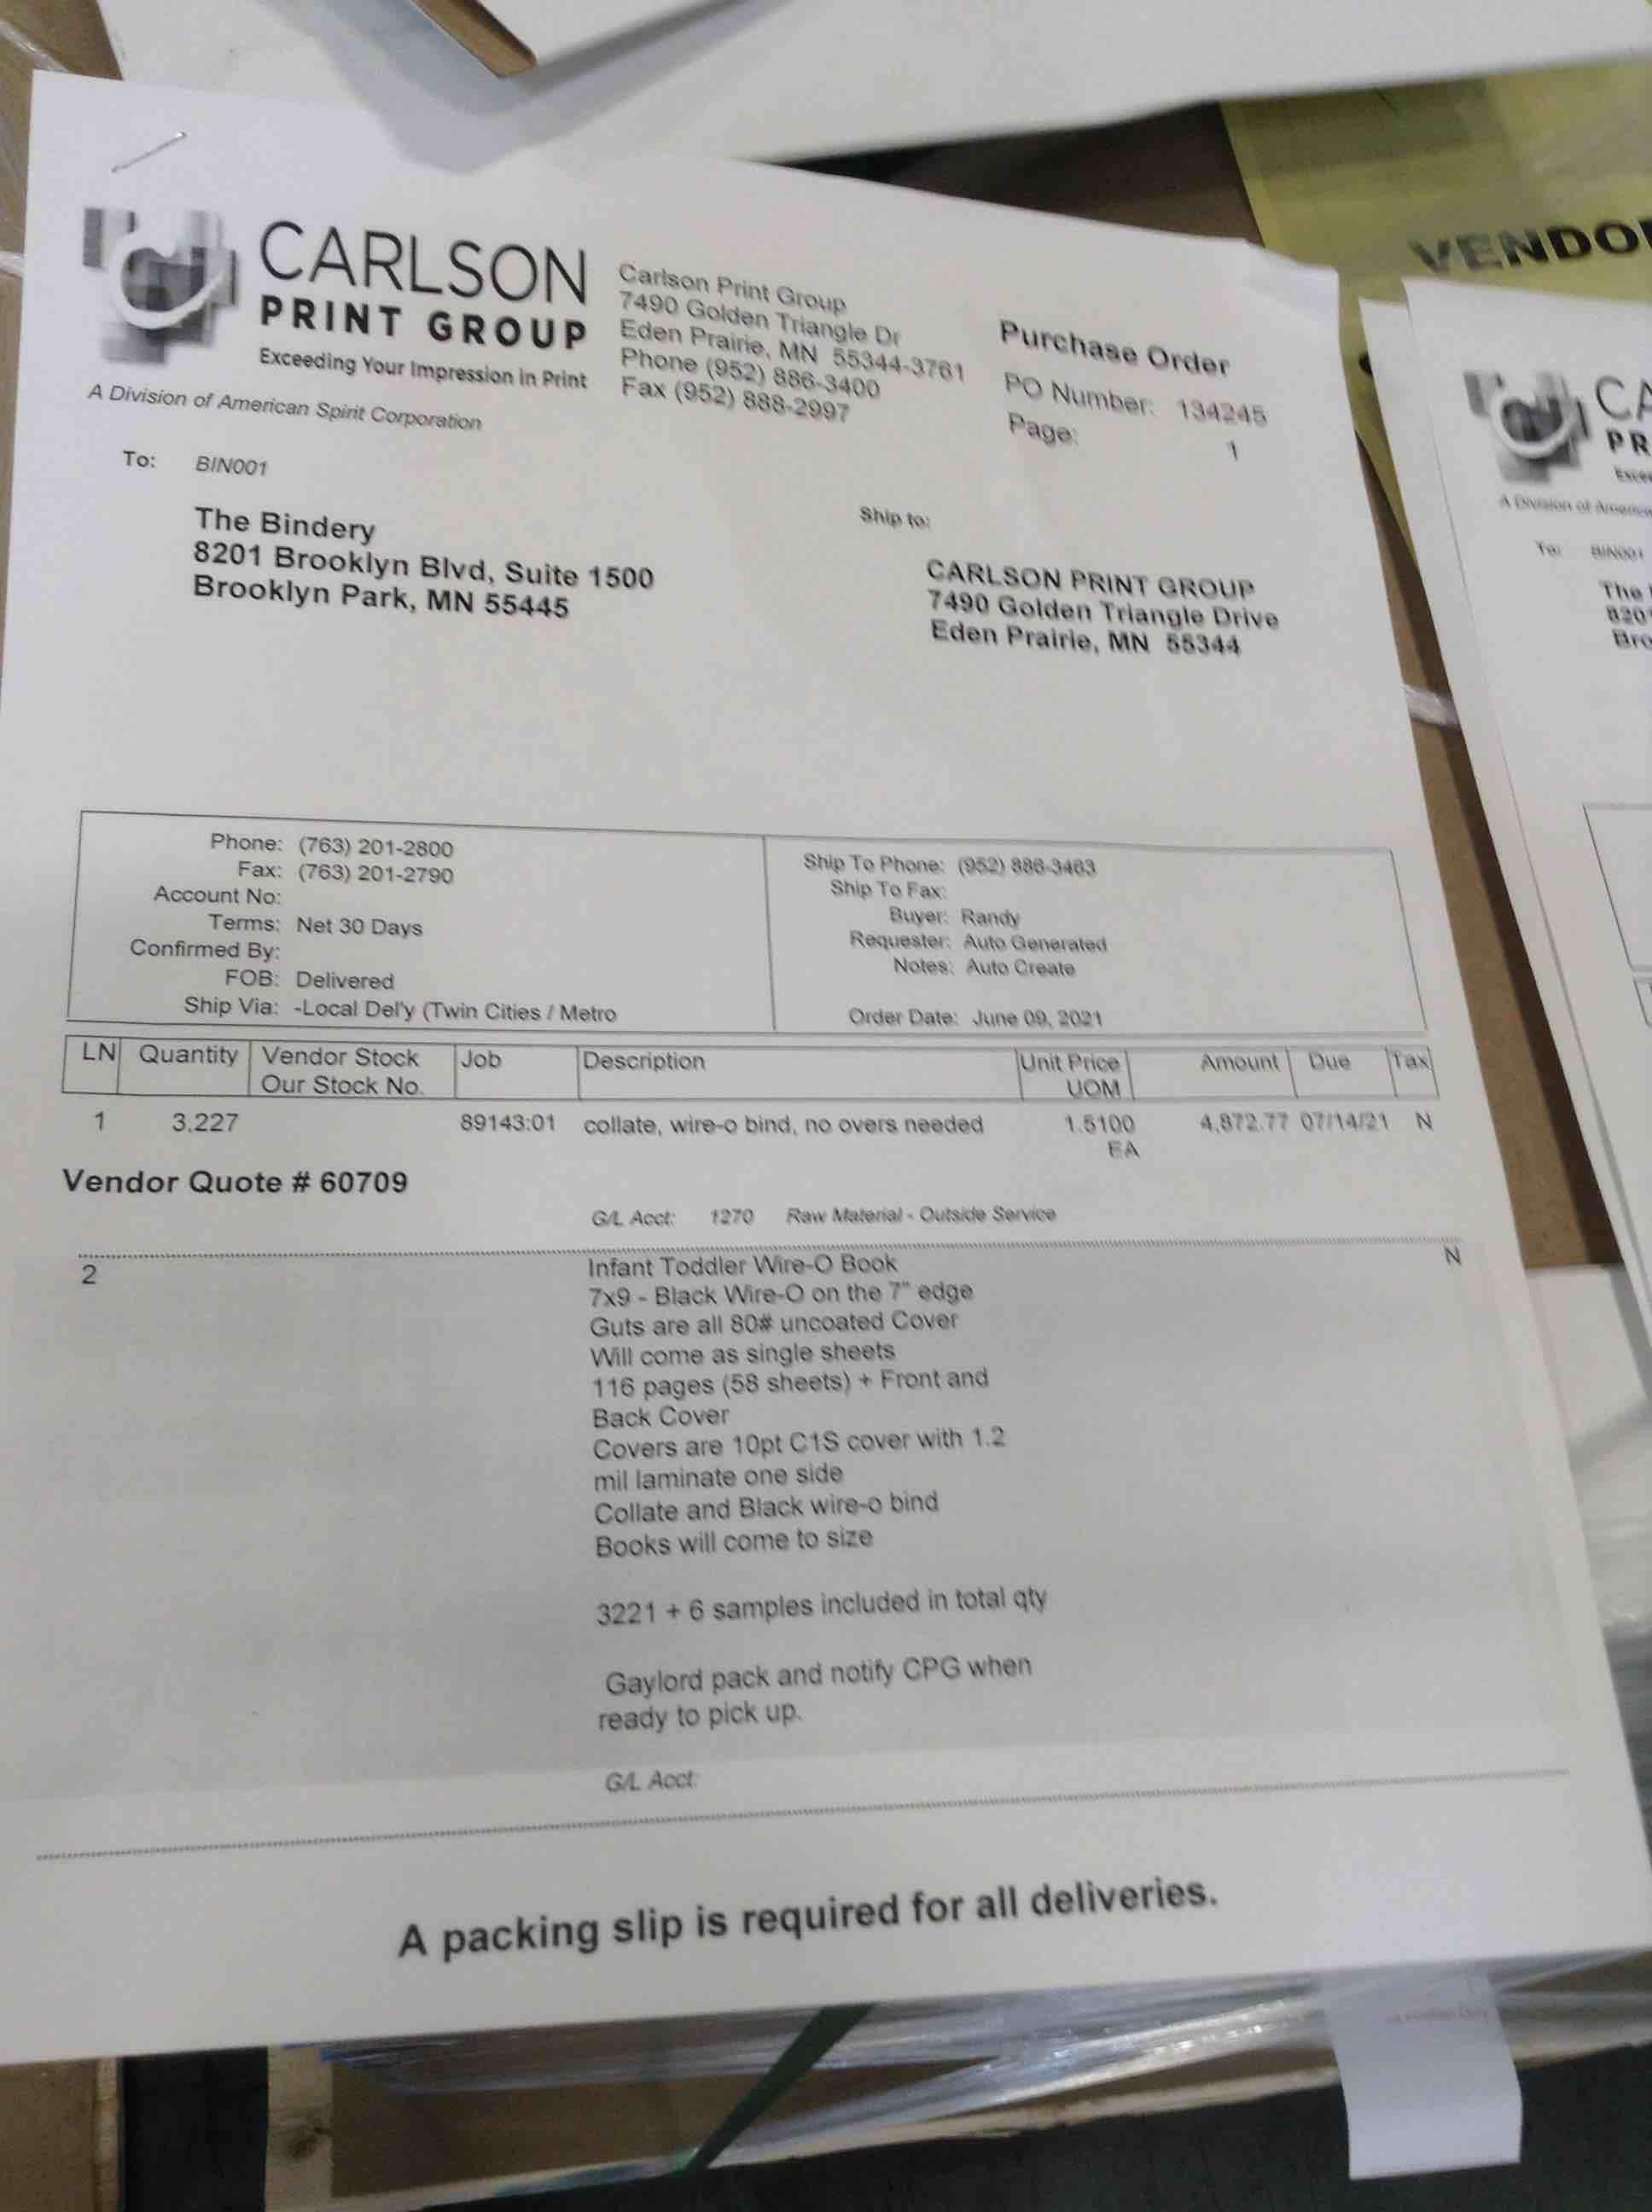 CARLSON
PRINT GROUP
Exceeding Your Impression in Print
A Division of American Spirit Corporation
Carlson Print Group
7490 Golden Triangle Dr
Eden Prairie, MN 55344-3761
Phone (952) 886-3400
Fax (952) 888-2997
Purchase Order
PO Number: 134245
Page: 1
To: BIN001
The Bindery
8201 Brooklyn Blvd, Suite 1500
Brooklyn Park, MN 55445
Ship to:
CARLSON PRINT GROUP
7490 Golden Triangle Drive
Eden Prairie, MN 55344
Phone: (763) 201-2800
Fax: (763) 201-2790
Account No:
Terms: Net 30 Days
Confirmed By:
FOB: Delivered
Ship Via: -Local Del'y (Twin Cities / Metro
Ship To Phone: (952) 886-3463
Ship To Fax:
Buyer: Randy
Requester: Auto Generated
Notes: Auto Create
Order Date: June 09, 2021
LN Quantity Vendor Stock Job Description Unit Price Amount Due Tax
Our Stock No. UOM
1 3,227 89143:01 collate, wire-o bind, no overs needed 1.5100 4,872.77 07/14/21 N
EA
Vendor Quote # 60709
G/L Acct: 1270 Raw Material - Outside Service
2 Infant Toddler Wire-O Book N
7x9 - Black Wire-O on the 7" edge
Guts are all 80# uncoated Cover
Will come as single sheets
116 pages (58 sheets) + Front and
Back Cover
Covers are 10pt C1S cover with 1.2
mil laminate one side
Collate and Black wire-o bind
Books will come to size
3221 + 6 samples included in total qty
Gaylord pack and notify CPG when
ready to pick up.
G/L Acct:
A packing slip is required for all deliveries.
VENDO
CA
PR
Excee
A Division of America
To: BIN001
The
820
Bro